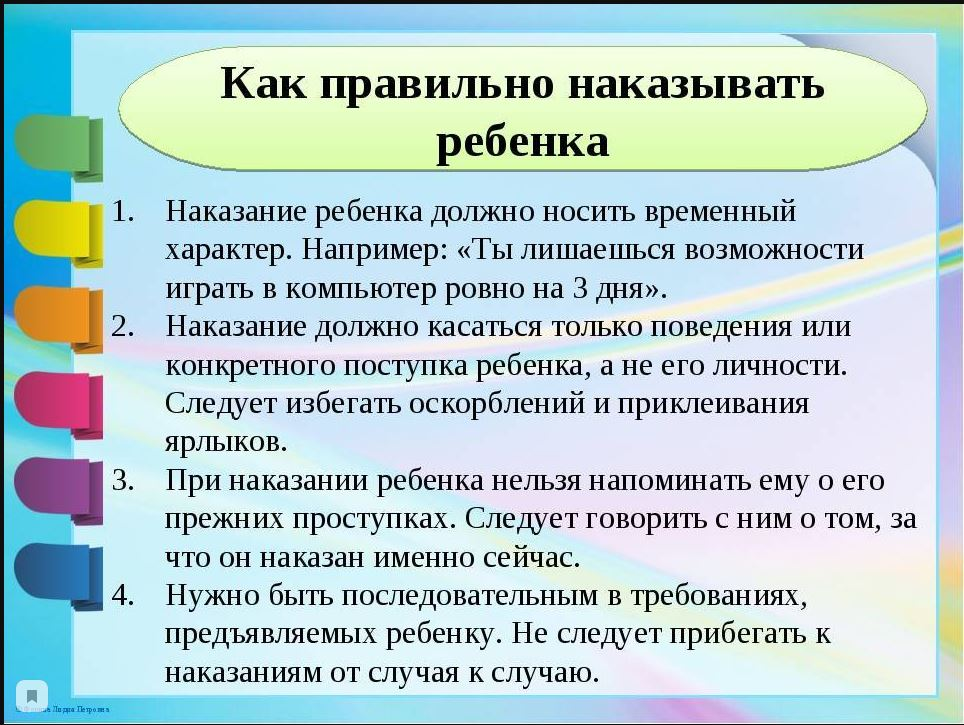 Как правильно наказывать
ребенка
1. Наказание ребенка должно носить временный
характер. Например: «Ты лишаешься возможности
играть в компьютер ровно на 3 дня».
2. Наказание должно касаться только поведения или
конкретного поступка ребенка, а не его личности.
Следует избегать оскорблений и приклеивания
ярлыков.
3. При наказании ребенка нельзя напоминать ему о его
прежних проступках. Следует говорить с ним о том, за
что он наказан именно сейчас.
4. Нужно быть последовательным в требованиях,
предъявляемых ребенку. Не следует прибегать к
наказаниям от случая к случаю.
Лидия Петровна